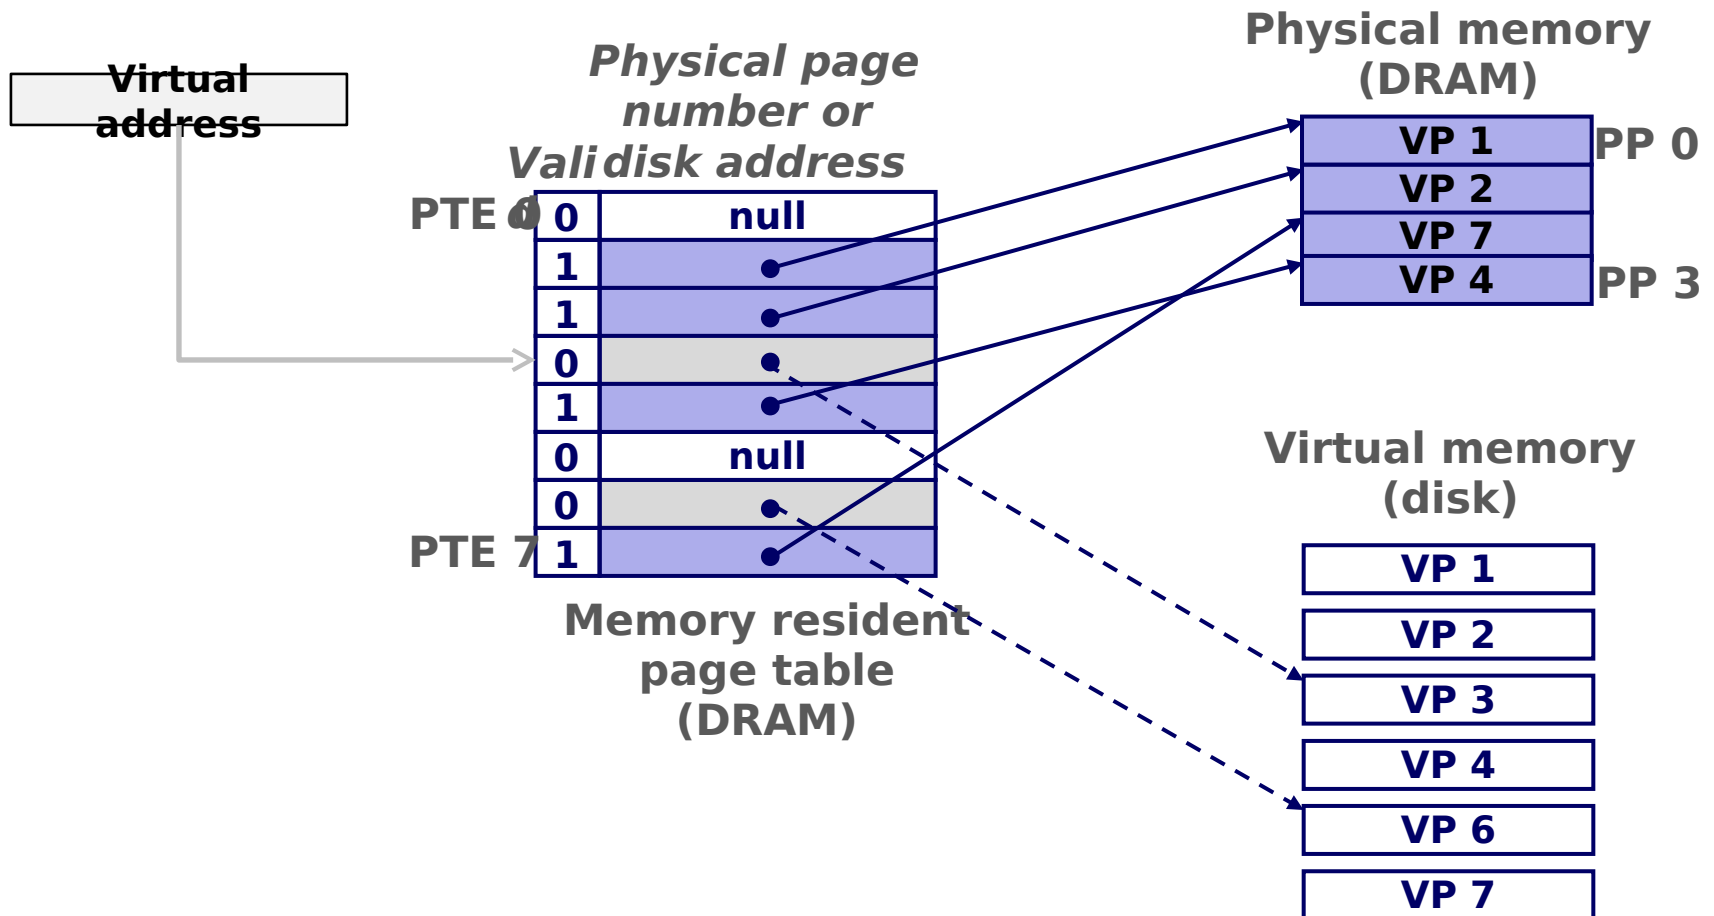 Virtual
address
Physical page
number or
disk address
Valid
PTE 0
0
null
1
1
0
1
0
null
0
PTE 7
1
Memory resident
page table
(DRAM)
Physical memory
(DRAM)
VP 1
PP 0
VP 2
VP 7
VP 4
PP 3
Virtual memory
(disk)
VP 1
VP 2
VP 3
VP 4
VP 6
VP 7